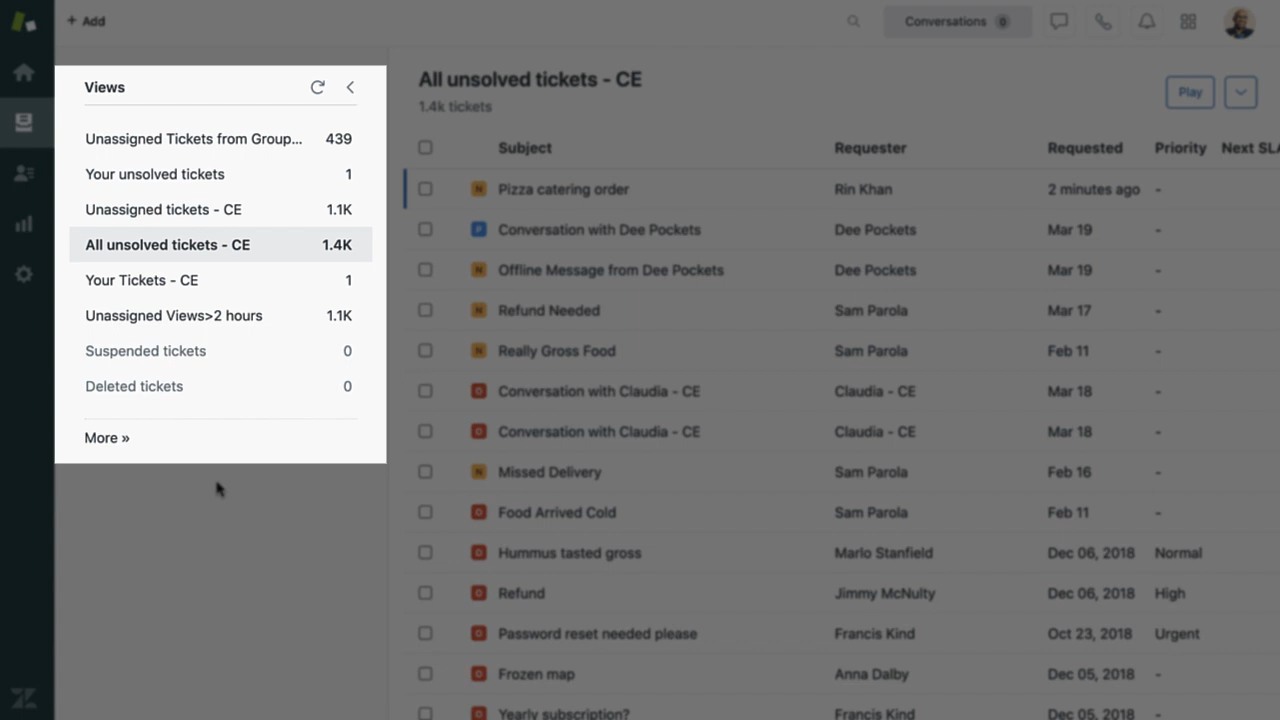 + Add
Conversations 0
Views
Unassigned Tickets from Group... 439
Your unsolved tickets 1
Unassigned tickets - CE 1.1K
All unsolved tickets - CE 1.4K
Your Tickets - CE 1
Unassigned Views>2 hours 1.1K
Suspended tickets 0
Deleted tickets 0
More »
All unsolved tickets - CE
1.4k tickets
Play
Subject Requester Requested Priority Next SLA
N Pizza catering order Rin Khan 2 minutes ago -
P Conversation with Dee Pockets Dee Pockets Mar 19 -
N Offline Message from Dee Pockets Dee Pockets Mar 19 -
N Refund Needed Sam Parola Mar 17 -
N Really Gross Food Sam Parola Feb 11 -
O Conversation with Claudia - CE Claudia - CE Mar 18 -
O Conversation with Claudia - CE Claudia - CE Mar 18 -
N Missed Delivery Sam Parola Feb 16 -
O Food Arrived Cold Sam Parola Feb 11 -
O Hummus tasted gross Marlo Stanfield Dec 06, 2018 Normal
O Refund Jimmy McNulty Dec 06, 2018 High
O Password reset needed please Francis Kind Oct 23, 2018 Urgent
O Frozen map Anna Dalby Dec 05, 2018 -
O Yearly subscription? Francis Kind Dec 05, 2018 -